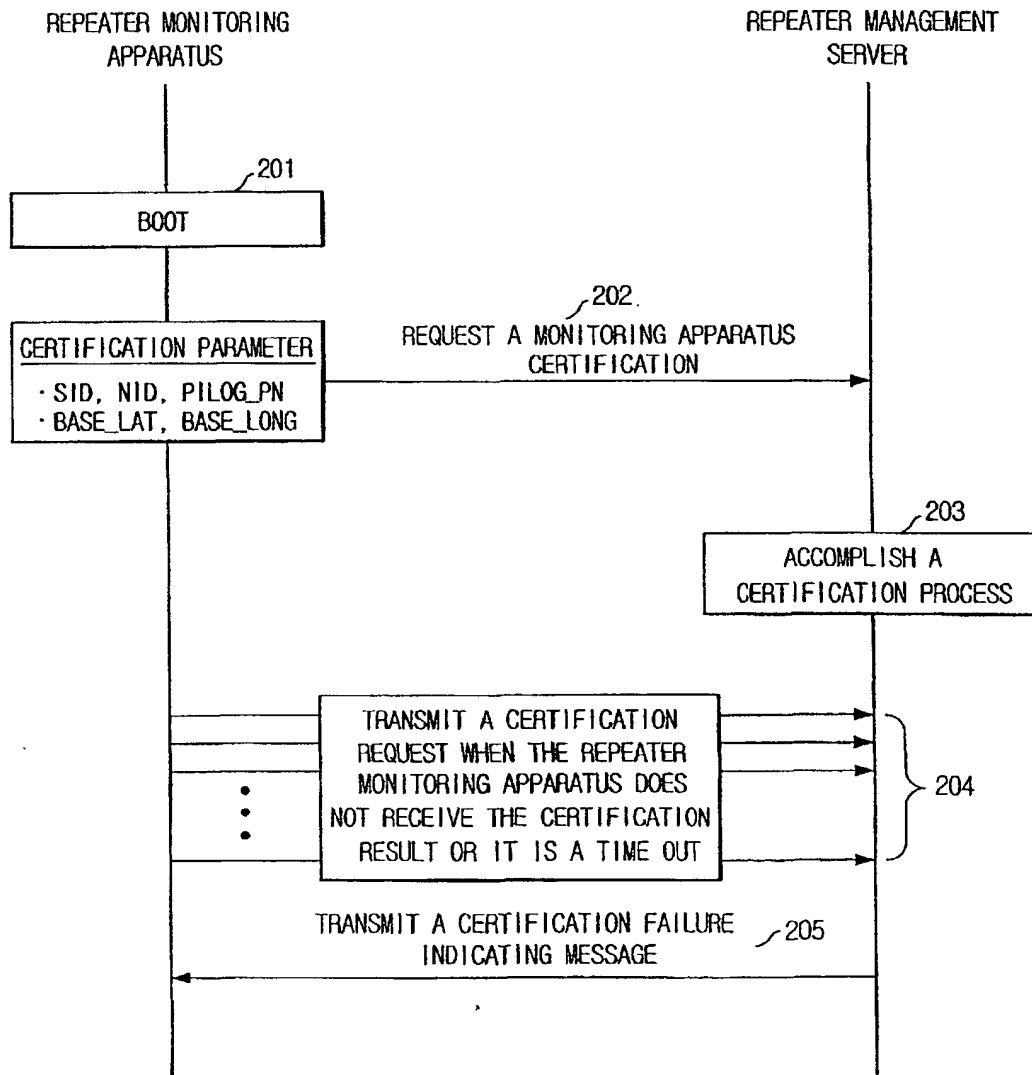 REPEATER MONITORING
APPARATUS
REPEATER MANAGEMENT
SERVER
201
BOOT
202.
REQUEST A MONITORING APPARATUS
CERTIFICATION
CERTIFICATION PARAMETER
· SID, NID, PILOG_PN
· BASE_LAT, BASE_LONG
203
ACCOMPLISH A
CERTIFICATION PROCESS
TRANSMIT A CERTIFICATION
REQUEST WHEN THE REPEATER
MONITORING APPARATUS DOES
NOT RECEIVE THE CERTIFICATION
RESULT OR IT IS A TIME OUT
204
TRANSMIT A CERTIFICATION FAILURE
INDICATING MESSAGE
205